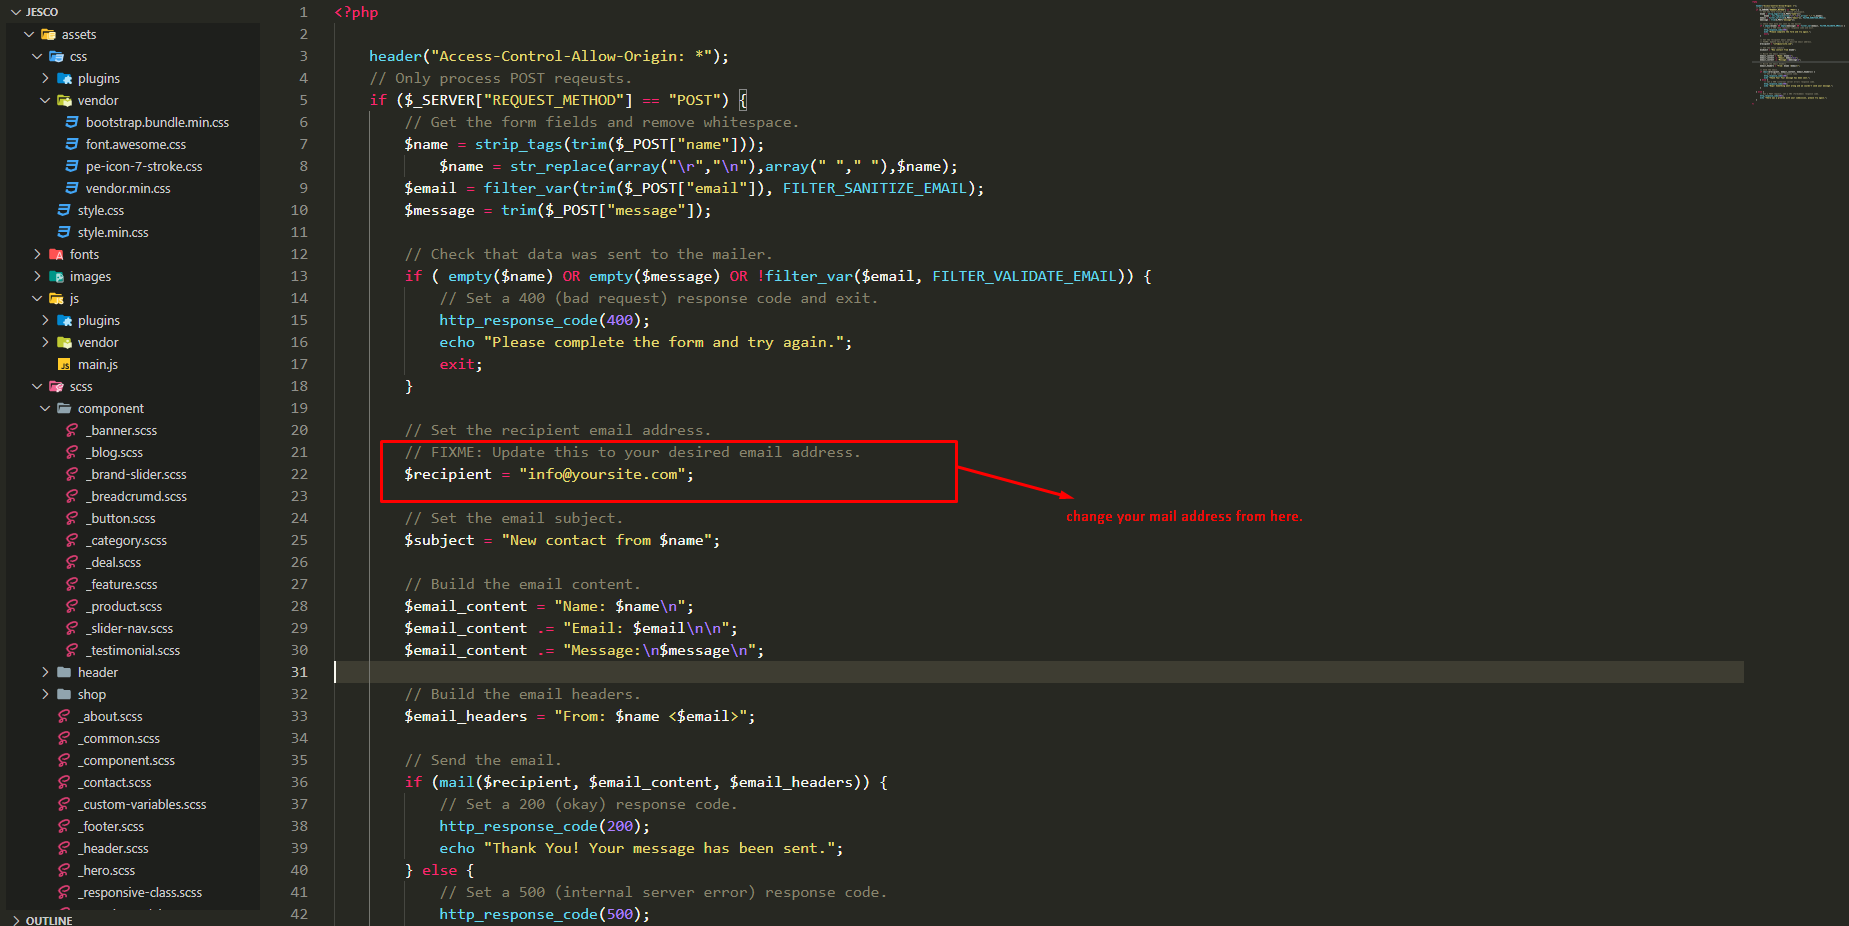 JESCO
assets
css
plugins
vendor
bootstrap.bundle.min.css
font.awesome.css
pe-icon-7-stroke.css
vendor.min.css
style.css
style.min.css
fonts
images
js
plugins
vendor
main.js
scss
component
_banner.scss
_blog.scss
_brand-slider.scss
_breadcrumd.scss
_button.scss
_category.scss
_deal.scss
_feature.scss
_product.scss
_slider-nav.scss
_testimonial.scss
header
shop
_about.scss
_common.scss
_component.scss
_contact.scss
_custom-variables.scss
_footer.scss
_header.scss
_hero.scss
_responsive-class.scss
OUTLINE
1 <?php
2
3 header("Access-Control-Allow-Origin: *");
4 // Only process POST reqeusts.
5 if ($_SERVER["REQUEST_METHOD"] == "POST") {
6 // Get the form fields and remove whitespace.
7 $name = strip_tags(trim($_POST["name"]));
8 $name = str_replace(array("\r","\n"),array(" "," "),$name);
9 $email = filter_var(trim($_POST["email"]), FILTER_SANITIZE_EMAIL);
10 $message = trim($_POST["message"]);
11
12 // Check that data was sent to the mailer.
13 if ( empty($name) OR empty($message) OR !filter_var($email, FILTER_VALIDATE_EMAIL)) {
14 // Set a 400 (bad request) response code and exit.
15 http_response_code(400);
16 echo "Please complete the form and try again.";
17 exit;
18 }
19
20 // Set the recipient email address.
21 // FIXME: Update this to your desired email address.
22 $recipient = "info@yoursite.com";
23
change your mail address from here.
24 // Set the email subject.
25 $subject = "New contact from $name";
26
27 // Build the email content.
28 $email_content = "Name: $name\n";
29 $email_content .= "Email: $email\n\n";
30 $email_content .= "Message:\n$message\n";
31
32 // Build the email headers.
33 $email_headers = "From: $name <$email>";
34
35 // Send the email.
36 if (mail($recipient, $email_content, $email_headers)) {
37 // Set a 200 (okay) response code.
38 http_response_code(200);
39 echo "Thank You! Your message has been sent.";
40 } else {
41 // Set a 500 (internal server error) response code.
42 http_response_code(500);